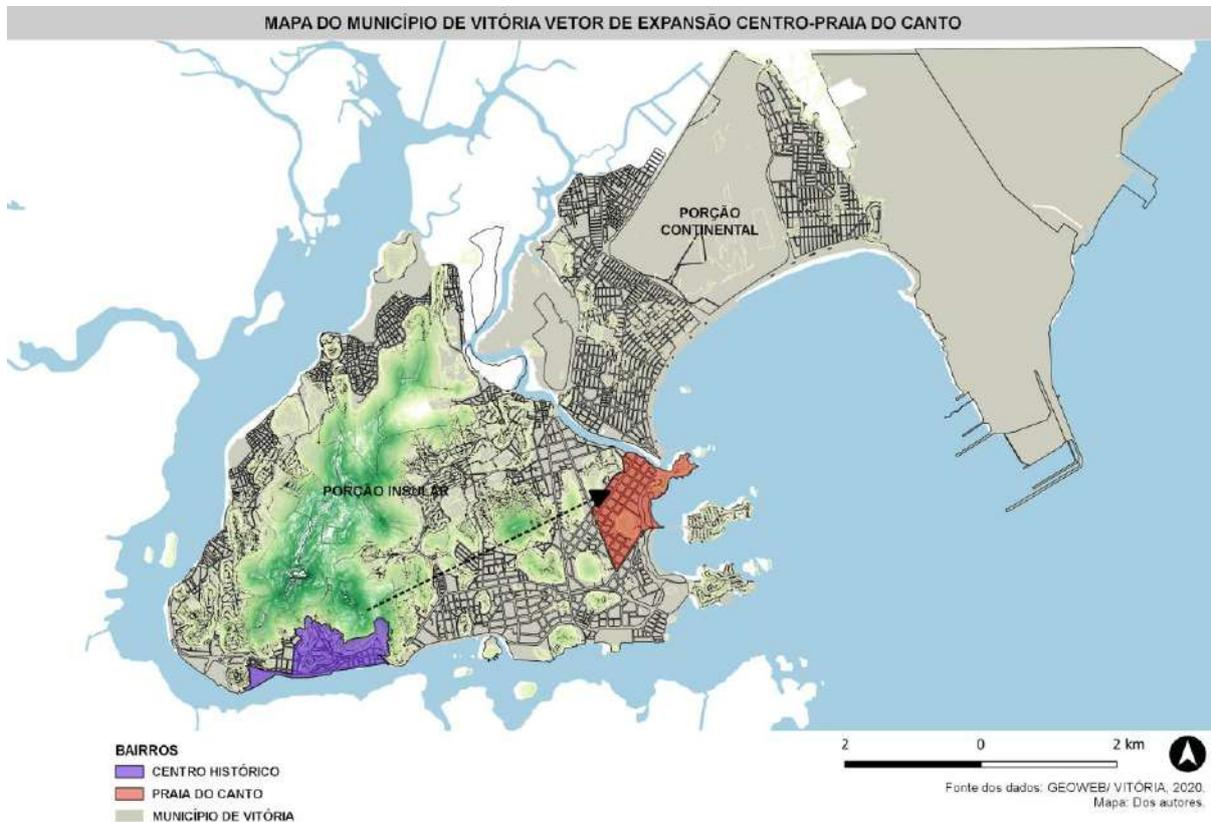 MAPA DO MUNICÍPIO DE VITÓRIA VETOR DE EXPANSÃO CENTRO-PRAIA DO CANTO
PORÇÃO
CONTINENTAL
PORÇÃO INSULAR
BAIRROS
CENTRO HISTÓRICO
PRAIA DO CANTO
MUNICÍPIO DE VITÓRIA
2 0 2 km
Fonte dos dados: GEOWEB/ VITÓRIA, 2020.
Mapa: Dos autores.